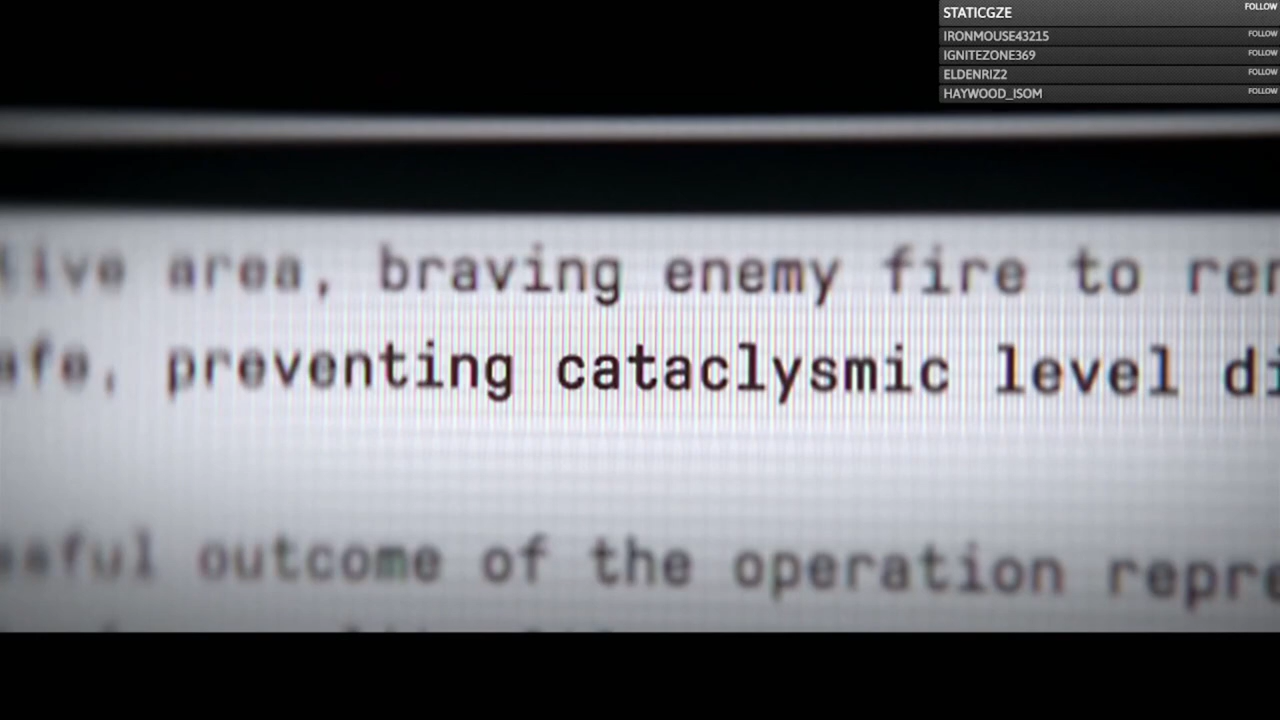 STATICGZE FOLLOW
IRONMOUSE43215 FOLLOW
IGNITEZONE369 FOLLOW
ELDENRIZ2 FOLLOW
HAYWOOD_ISOM FOLLOW
area, braving enemy fire to
preventing cataclysmic level
outcome of the operation